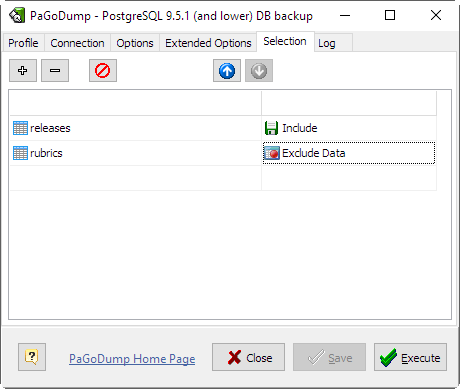 PaGoDump - PostgreSQL 9.5.1 (and lower) DB backup
Profile Connection Options Extended Options Selection Log
releases Include
rubrics Exclude Data
? PaGoDump Home Page Close Save Execute